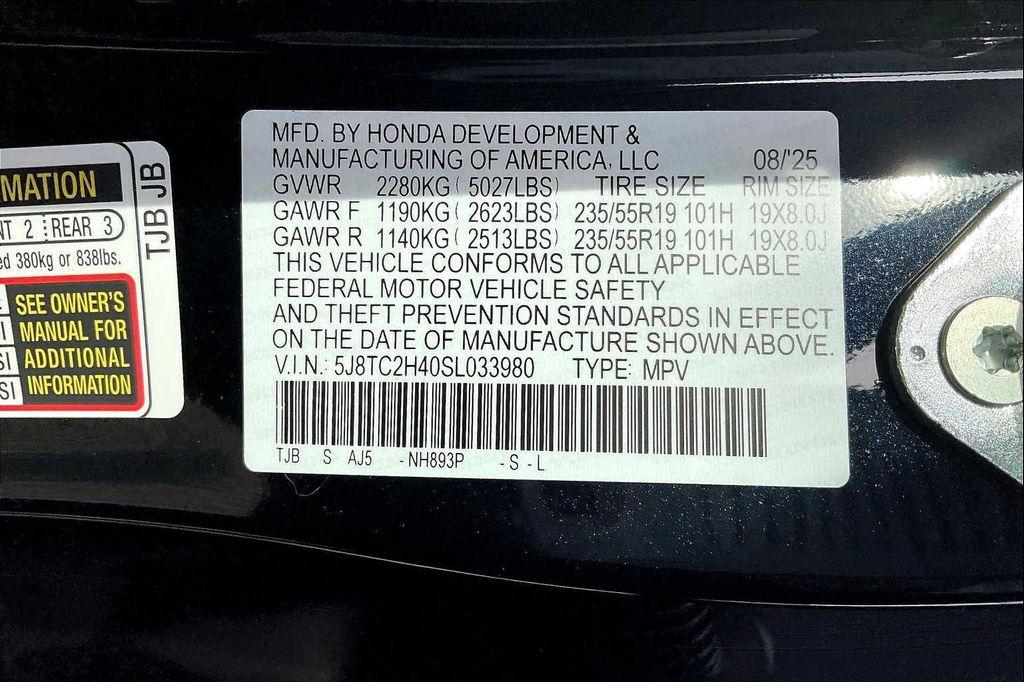 MATION
NT 2 REAR 3
ed 380kg or 838lbs.
SEE OWNER'S
MANUAL FOR
ADDITIONAL
INFORMATION
I
SI
SI
TJB JB
MFD. BY HONDA DEVELOPMENT &
MANUFACTURING OF AMERICA, LLC 08/'25
GVWR 2280KG ( 5027LBS) TIRE SIZE RIM SIZE
GAWR F 1190KG ( 2623LBS) 235/55R19 101H 19X8.0J
GAWR R 1140KG ( 2513LBS) 235/55R19 101H 19X8.0J
THIS VEHICLE CONFORMS TO ALL APPLICABLE
FEDERAL MOTOR VEHICLE SAFETY
AND THEFT PREVENTION STANDARDS IN EFFECT
ON THE DATE OF MANUFACTURE SHOWN ABOVE.
V.I.N.: 5J8TC2H40SL033980 TYPE: MPV
TJB S AJ5 -NH893P -S -L